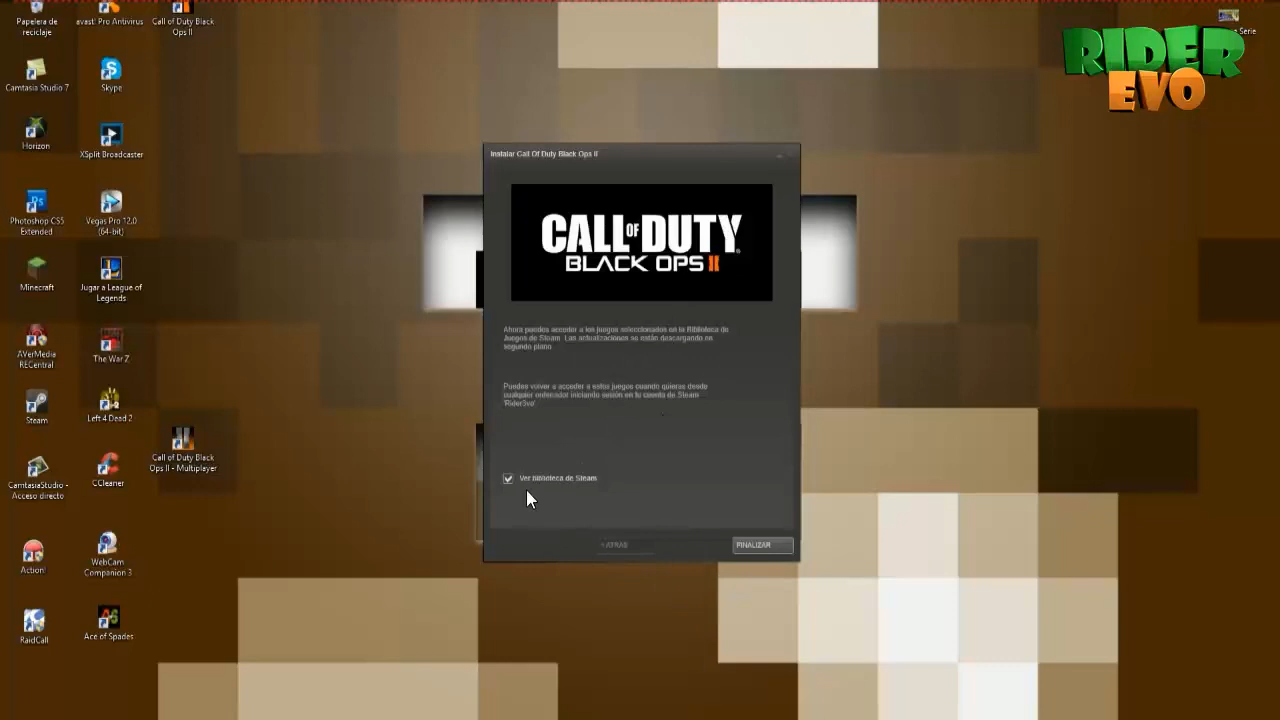 Papelera de
reciclaje
avast! Pro Antivirus
Call of Duty Black
Ops II
Serie
RIDER
EVO
Camtasia Studio 7
Skype
Horizon
XSplit Broadcaster
Instalar Call Of Duty Black Ops II
Photoshop CS5
Extended
Vegas Pro 12.0
(64-bit)
CALL OF DUTY
BLACK OPS II
Minecraft
Jugar a League of
Legends
Ahora puedes acceder a los juegos seleccionados en la Biblioteca de
Juegos de Steam. Las actualizaciones se están descargando en
segundo plano.
AVerMedia
RECentral
The War Z
Puedes volver a acceder a estos juegos cuando quieras desde
cualquier ordenador iniciando sesión en tu cuenta de Steam
'Rider3vo'
Steam
Left 4 Dead 2
Call of Duty Black
Ops II - Multiplayer
CamtasiaStudio -
Acceso directo
CCleaner
Ver biblioteca de Steam
< ATRÁS
FINALIZAR
Action!
WebCam
Companion 3
RaidCall
Ace of Spades